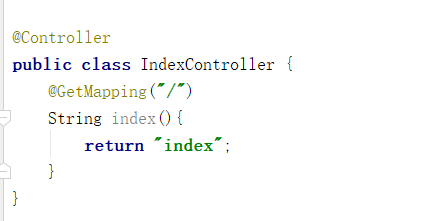 @Controller
public class IndexController {
@GetMapping("/")
String index(){
return "index";
}
}